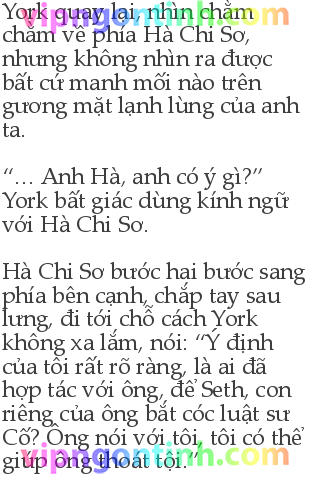 York quay lại, nhìn chằm
chằm về phía Hà Chi Sơ,
nhưng không nhìn ra được
bất cứ manh mối nào trên
gương mặt lạnh lùng của anh
ta.
“... Anh Hà, anh có ý gì?”
York bất giác dùng kính ngữ
với Hà Chi Sơ.
Hà Chi Sơ bước hai bước sang
phía bên cạnh, chắp tay sau
lưng, đi tới chỗ cách York
không xa lắm, nói: “Ý định
của tôi rất rõ ràng, là ai đã
hợp tác với ông, để Seth, con
riêng của ông bắt cóc luật sư
Cố? Ông nói với tôi, tôi có thể
giúp ông thoát tội.”
vipngontinh.com
vipngontinh.com